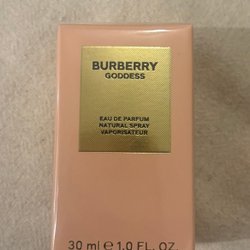 BURBERRY
GODDESS
EAU DE PARFUM
NATURAL SPRAY
VAPORISATEUR
30 ml e 1.0 FL. OZ